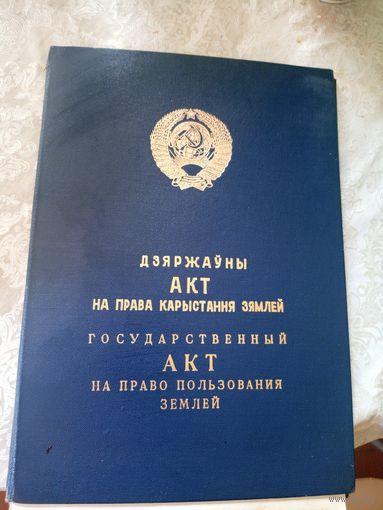 ДЗЯРЖАЎНЫ
АКТ
НА ПРАВА КАРЫСТАННЯ ЗЯМЛЕЙ
ГОСУДАРСТВЕННЫЙ
АКТ
НА ПРАВО ПОЛЬЗОВАНИЯ
ЗЕМЛЕЙ